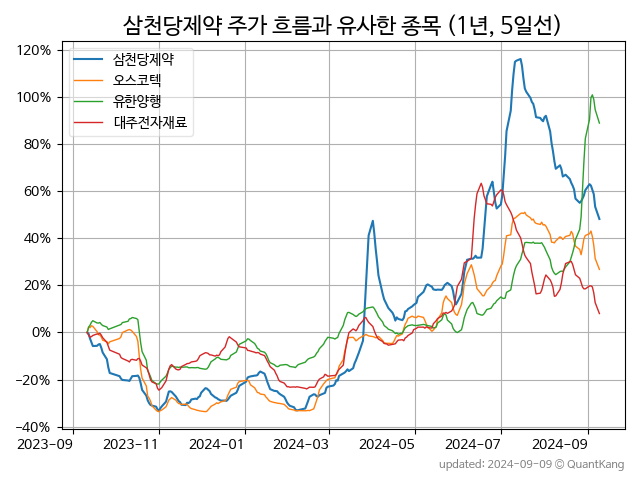 삼천당제약 주가 흐름과 유사한 종목 (1년, 5일선)
120%
100%
80%
60%
40%
20%
0%
−20%
−40%
삼천당제약
오스코텍
유한양행
대주전자재료
2023-09 2023-11 2024-01 2024-03 2024-05 2024-07 2024-09
updated: 2024-09-09 © QuantKang